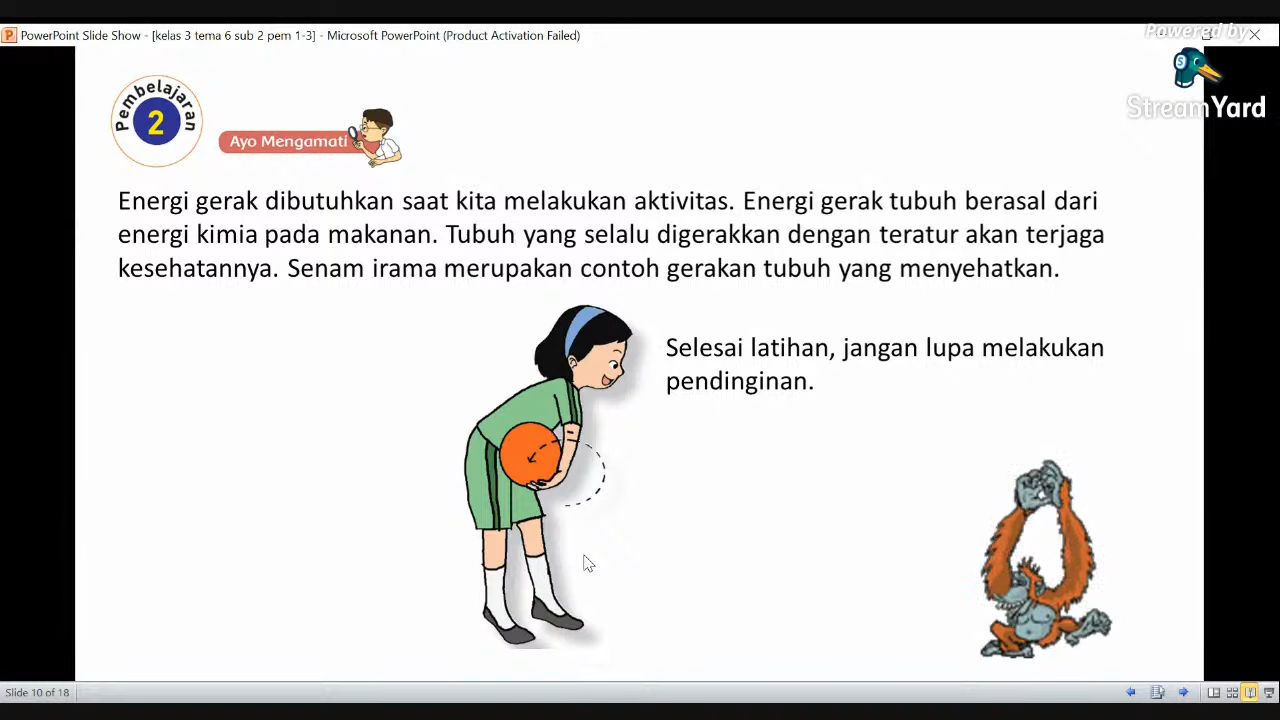 PowerPoint Slide Show - [kelas 3 tema 6 sub 2 pem 1-3] - Microsoft PowerPoint (Product Activation Failed)
Powered by
StreamYard
Pembelajaran
2
Ayo Mengamati
Energi gerak dibutuhkan saat kita melakukan aktivitas. Energi gerak tubuh berasal dari
energi kimia pada makanan. Tubuh yang selalu digerakkan dengan teratur akan terjaga
kesehatannya. Senam irama merupakan contoh gerakan tubuh yang menyehatkan.
Selesai latihan, jangan lupa melakukan
pendinginan.
Slide 10 of 18